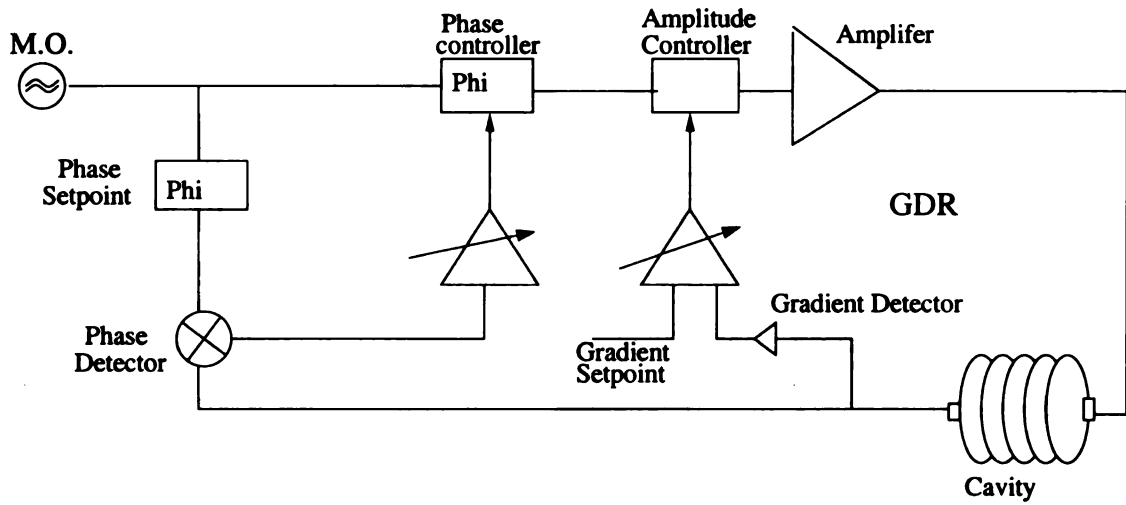 M.O.
Phase
controller
Phi
Amplitude
Controller
Amplifer
Phase
Setpoint
Phi
GDR
Phase
Detector
Gradient
Setpoint
Gradient Detector
Cavity